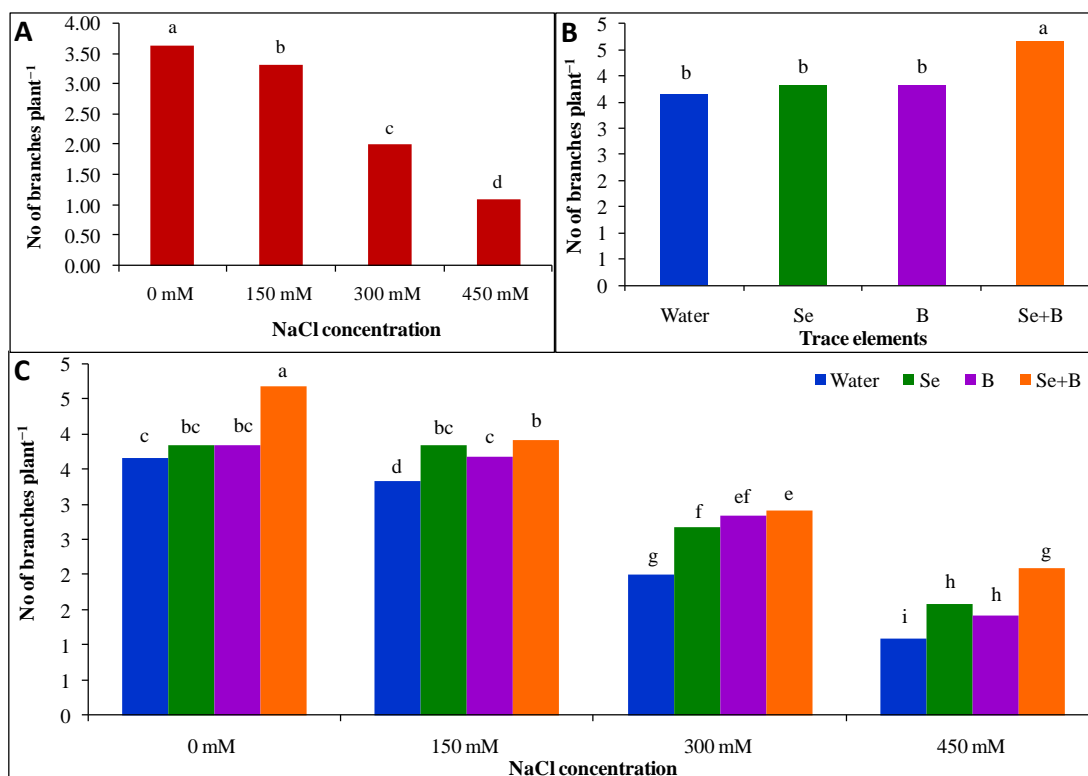 A
No of branches plant⁻¹
4.00
3.50
3.00
2.50
2.00
1.50
1.00
0.50
0.00
a
b
c
d
0 mM 150 mM 300 mM 450 mM
NaCl concentration
B
No of branches plant⁻¹
5
5
4
4
3
3
2
2
1
1
0
b
b
b
a
Water Se B Se+B
Trace elements
C
No of branches plant⁻¹
5
5
4
4
3
3
2
2
1
1
0
Water Se B Se+B
c bc bc a
d bc c b
g f ef e
i h h g
0 mM 150 mM 300 mM 450 mM
NaCl concentration